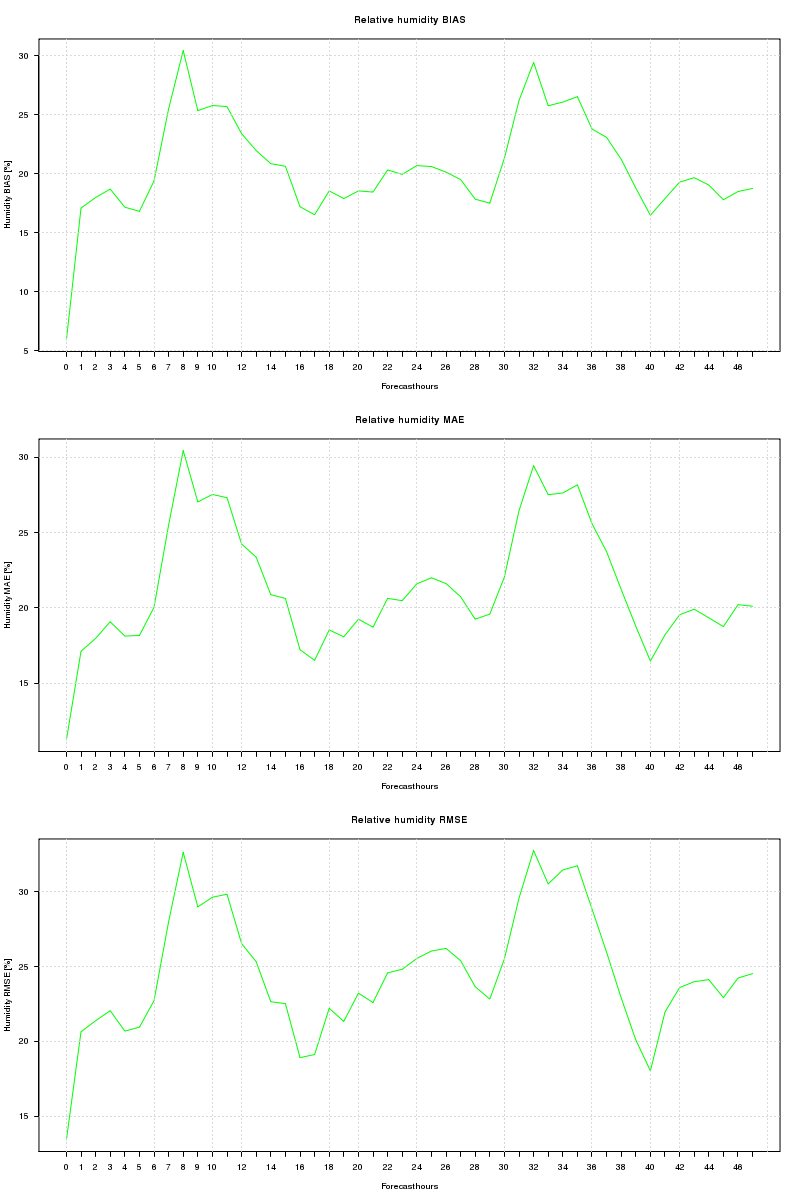 Relative humidity BIAS
30
25
20
15
10
5
Humidity BIAS [%]
0 1 2 3 4 5 6 7 8 9 10 12 14 16 18 20 22 24 26 28 30 32 34 36 38 40 42 44 46
Forecasthours
Relative humidity MAE
30
25
20
15
Humidity MAE [%]
0 1 2 3 4 5 6 7 8 9 10 12 14 16 18 20 22 24 26 28 30 32 34 36 38 40 42 44 46
Forecasthours
Relative humidity RMSE
30
25
20
15
Humidity RMSE [%]
0 1 2 3 4 5 6 7 8 9 10 12 14 16 18 20 22 24 26 28 30 32 34 36 38 40 42 44 46
Forecasthours